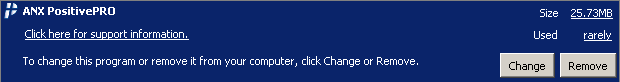 ANX PositivePRO Size 25.73MB
Click here for support information. Used rarely
To change this program or remove it from your computer, click Change or Remove. Change Remove